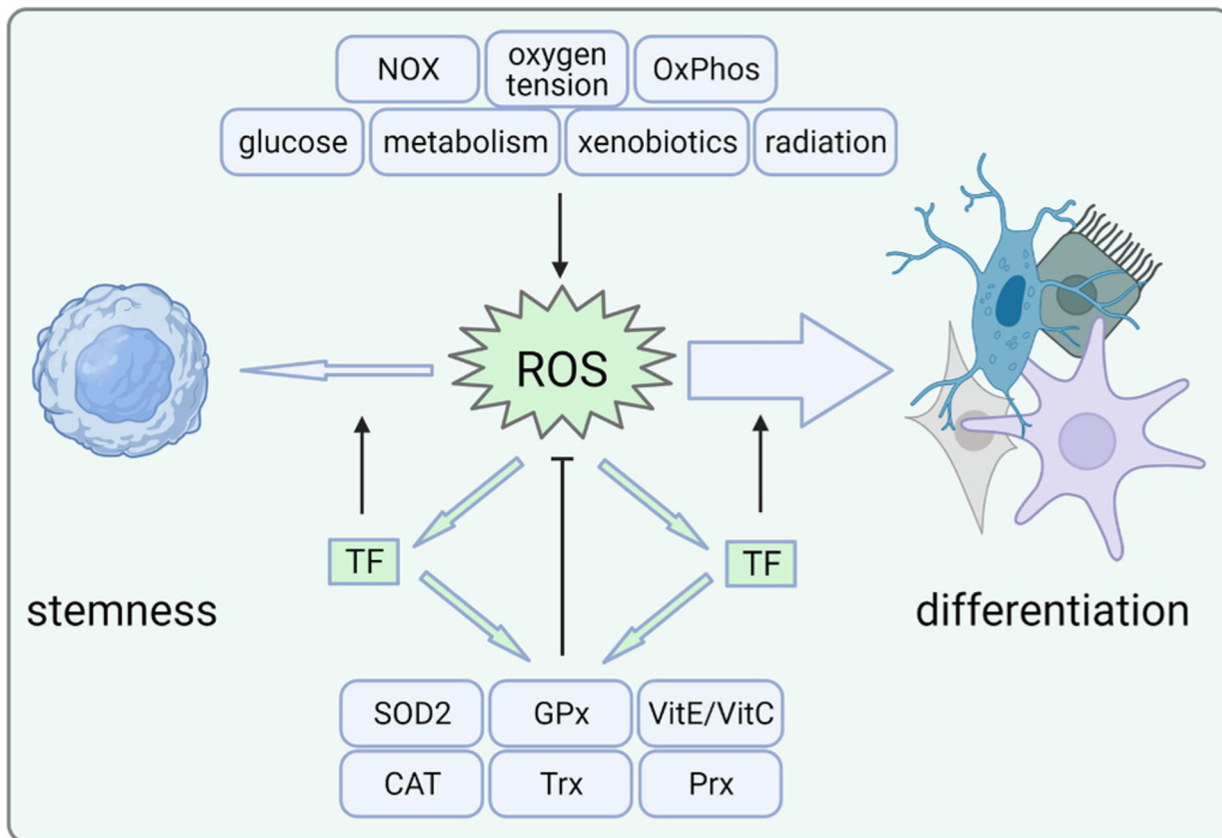 NOX
oxygen
tension
OxPhos
glucose
metabolism
xenobiotics
radiation
ROS
TF
TF
stemness
differentiation
SOD2
GPx
VitE/VitC
CAT
Trx
Prx